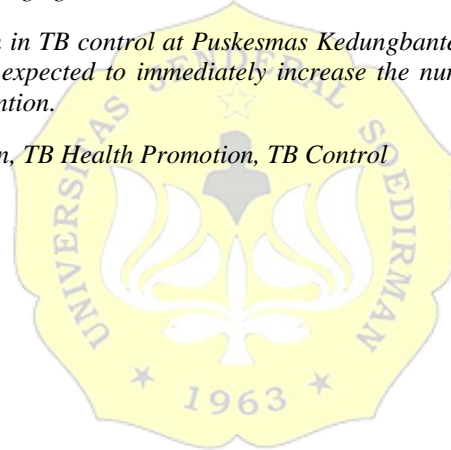 n in TB control at Puskesmas Kedungbante
expected to immediately increase the nu
ntion.
n, TB Health Promotion, TB Control
UNIVERSITAS JENDERAL SOEDIRMAN
1963